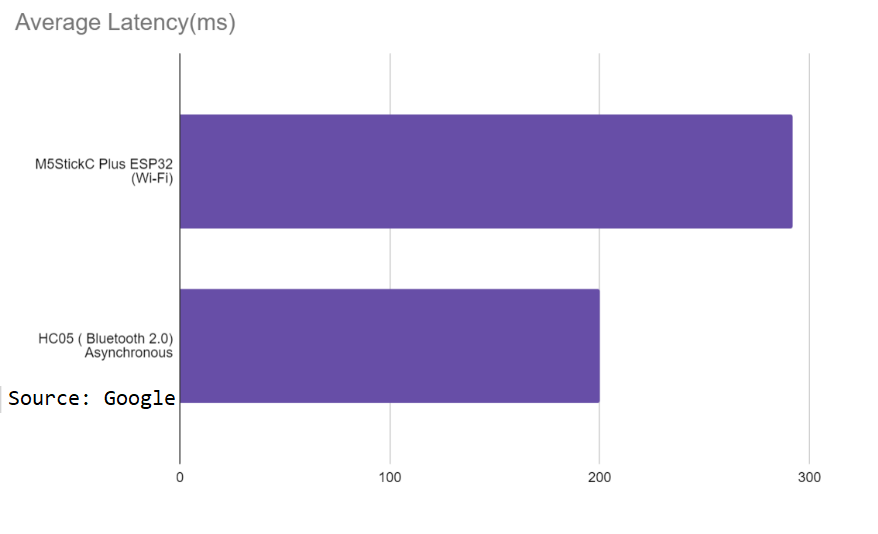 Average Latency(ms)
M5StickC Plus ESP32
(Wi-Fi)
HC05 ( Bluetooth 2.0)
Asynchronous
Source: Google
0
100
200
300